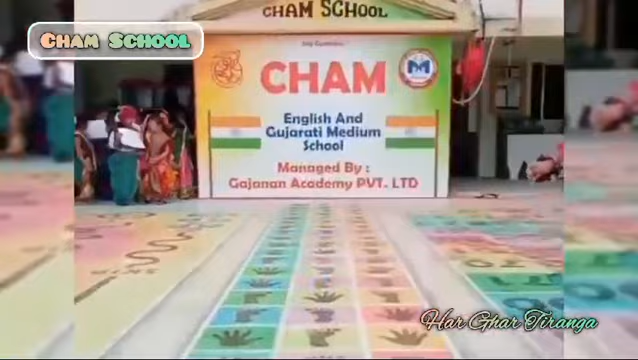 CHAM SCHOOL
CHAM SCHOOL
CHAM
English And
Gujarati Medium
School
Managed By :
Gajanan Academy PVT. LTD
Har Ghar Tiranga